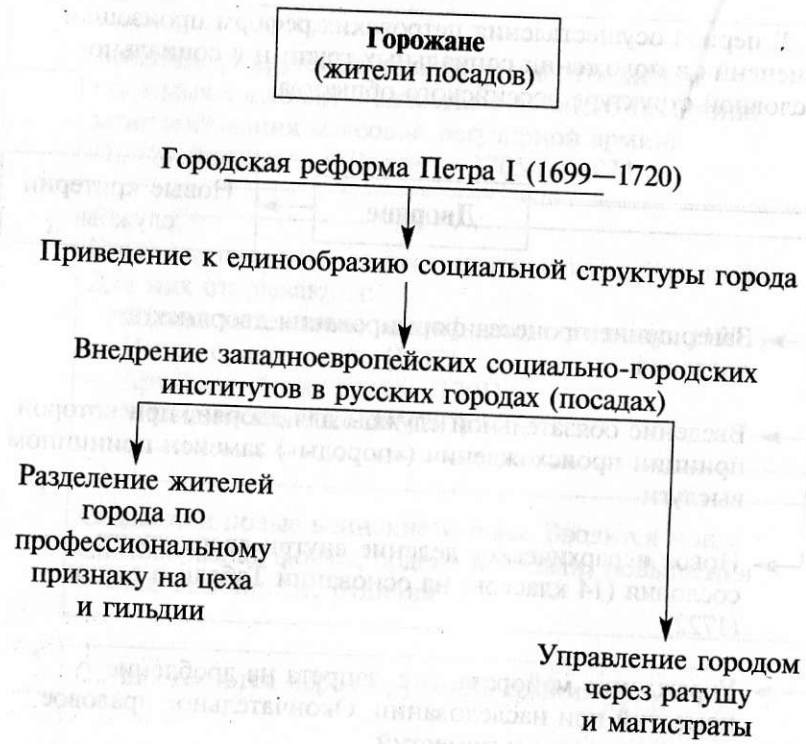 Горожане
(жители посадов)
Городская реформа Петра I (1699—1720)
Приведение к единообразию социальной структуры города
Внедрение западноевропейских социально-городских
институтов в русских городах (посадах)
Разделение жителей
города по
профессиональному
признаку на цеха
и гильдии
Управление городом
через ратушу
и магистраты